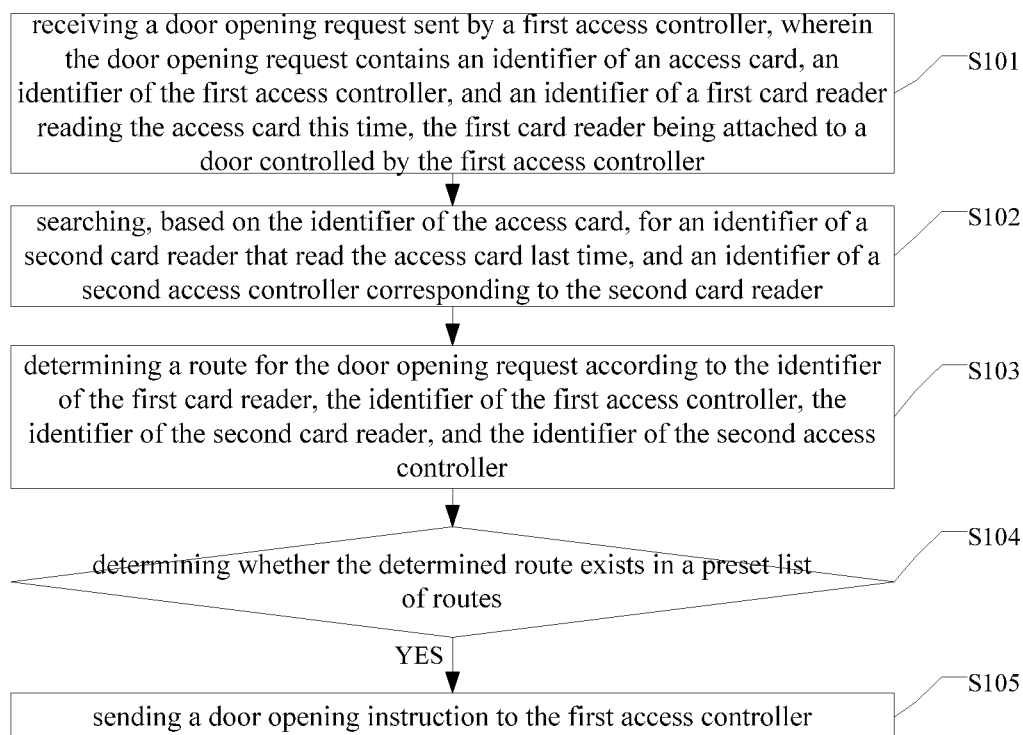 receiving a door opening request sent by a first access controller, wherein
the door opening request contains an identifier of an access card, an
identifier of the first access controller, and an identifier of a first card reader
reading the access card this time, the first card reader being attached to a
door controlled by the first access controller
S101
searching, based on the identifier of the access card, for an identifier of a
second card reader that read the access card last time, and an identifier of a
second access controller corresponding to the second card reader
S102
determining a route for the door opening request according to the identifier
of the first card reader, the identifier of the first access controller, the
identifier of the second card reader, and the identifier of the second access
controller
S103
determining whether the determined route exists in a preset list
of routes
S104
YES
sending a door opening instruction to the first access controller
S105